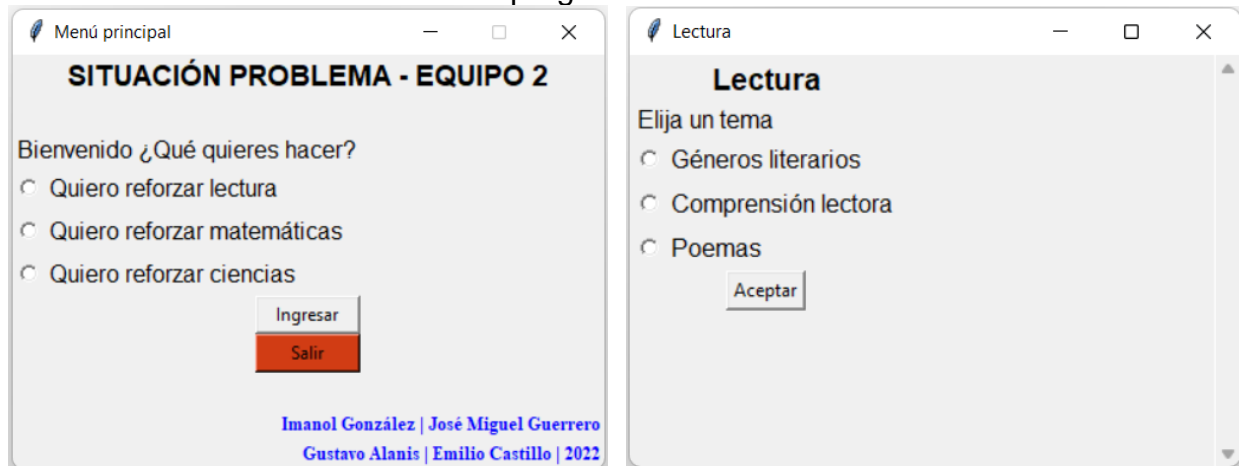 Menú principal
SITUACIÓN PROBLEMA - EQUIPO 2
Bienvenido ¿Qué quieres hacer?
Quiero reforzar lectura
Quiero reforzar matemáticas
Quiero reforzar ciencias
Ingresar
Salir
Imanol González | José Miguel Guerrero
Gustavo Alanis | Emilio Castillo | 2022
Lectura
Lectura
Elija un tema
Géneros literarios
Comprensión lectora
Poemas
Aceptar